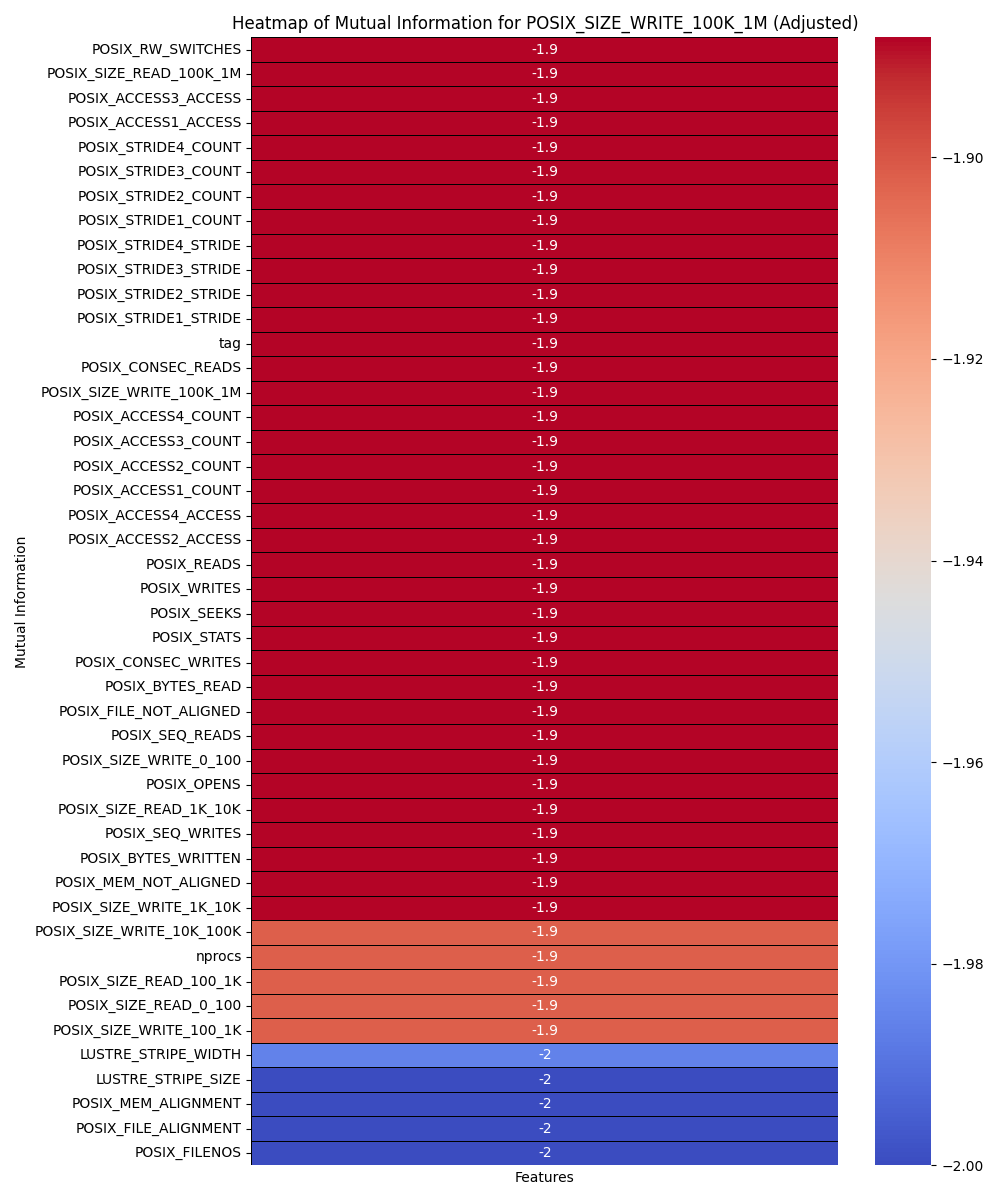 Heatmap of Mutual Information for POSIX_SIZE_WRITE_100K_1M (Adjusted)
POSIX_RW_SWITCHES -1.9
POSIX_SIZE_READ_100K_1M -1.9
POSIX_ACCESS3_ACCESS -1.9
POSIX_ACCESS1_ACCESS -1.9
POSIX_STRIDE4_COUNT -1.9
POSIX_STRIDE3_COUNT -1.9
POSIX_STRIDE2_COUNT -1.9
POSIX_STRIDE1_COUNT -1.9
POSIX_STRIDE4_STRIDE -1.9
POSIX_STRIDE3_STRIDE -1.9
POSIX_STRIDE2_STRIDE -1.9
POSIX_STRIDE1_STRIDE -1.9
tag -1.9
POSIX_CONSEC_READS -1.9
POSIX_SIZE_WRITE_100K_1M -1.9
POSIX_ACCESS4_COUNT -1.9
POSIX_ACCESS3_COUNT -1.9
POSIX_ACCESS2_COUNT -1.9
POSIX_ACCESS1_COUNT -1.9
POSIX_ACCESS4_ACCESS -1.9
POSIX_ACCESS2_ACCESS -1.9
POSIX_READS -1.9
POSIX_WRITES -1.9
POSIX_SEEKS -1.9
POSIX_STATS -1.9
POSIX_CONSEC_WRITES -1.9
POSIX_BYTES_READ -1.9
POSIX_FILE_NOT_ALIGNED -1.9
POSIX_SEQ_READS -1.9
POSIX_SIZE_WRITE_0_100 -1.9
POSIX_OPENS -1.9
POSIX_SIZE_READ_1K_10K -1.9
POSIX_SEQ_WRITES -1.9
POSIX_BYTES_WRITTEN -1.9
POSIX_MEM_NOT_ALIGNED -1.9
POSIX_SIZE_WRITE_1K_10K -1.9
POSIX_SIZE_WRITE_10K_100K -1.9
nprocs -1.9
POSIX_SIZE_READ_100_1K -1.9
POSIX_SIZE_READ_0_100 -1.9
POSIX_SIZE_WRITE_100_1K -1.9
LUSTRE_STRIPE_WIDTH -2
LUSTRE_STRIPE_SIZE -2
POSIX_MEM_ALIGNMENT -2
POSIX_FILE_ALIGNMENT -2
POSIX_FILENOS -2
Mutual Information
Features
−1.90
−1.92
−1.94
−1.96
−1.98
−2.00